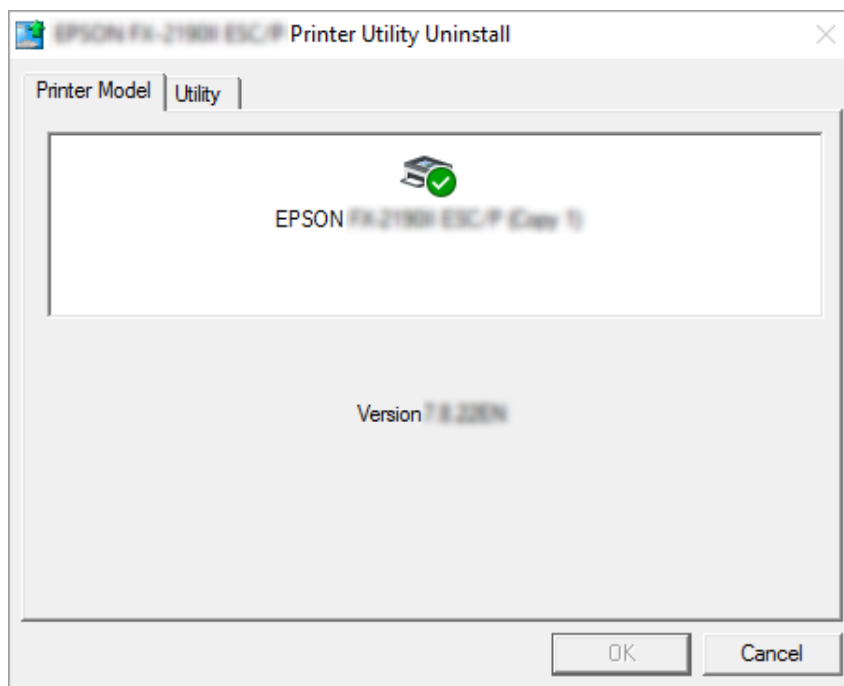 Printer Utility Uninstall
Printer Model
Utility
EPSON
Version
OK
Cancel